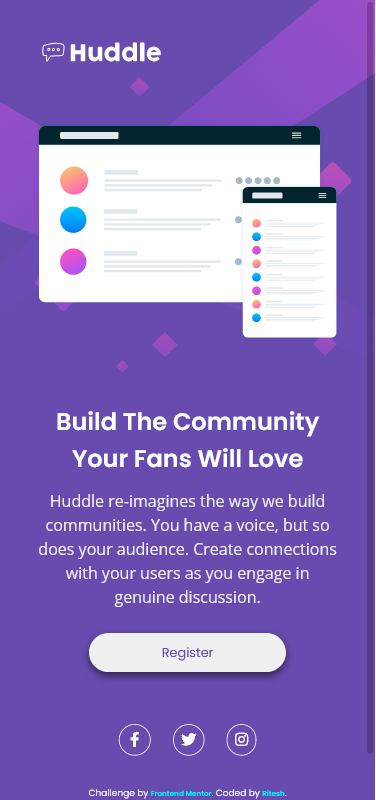 Huddle
Build The Community
Your Fans Will Love
Huddle re-imagines the way we build
communities. You have a voice, but so
does your audience. Create connections
with your users as you engage in
genuine discussion.
Register
Challenge by Frontend Mentor. Coded by Ritesh.